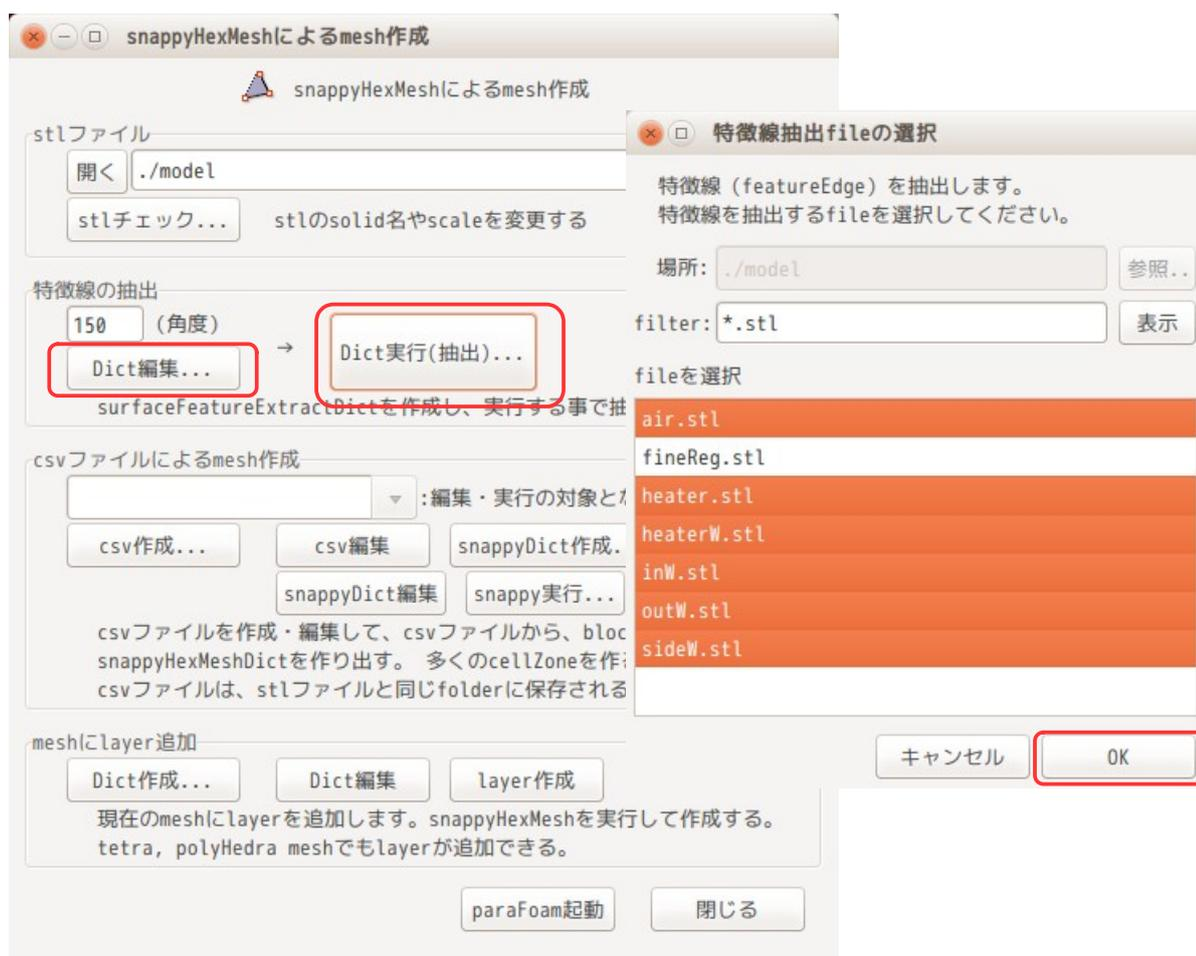 snappyHexMeshによるmesh作成
snappyHexMeshによるmesh作成
stlファイル
開く ./model
stlチェック... stlのsolid名やscaleを変更する
特徴線の抽出
150 (角度)
Dict編集... → Dict実行(抽出)...
surfaceFeatureExtractDictを作成し、実行する事で抽
csvファイルによるmesh作成
:編集・実行の対象とな
csv作成... csv編集 snappyDict作成.
snappyDict編集 snappy実行...
csvファイルを作成・編集して、csvファイルから、bloc
snappyHexMeshDictを作り出す。 多くのcellZoneを作
csvファイルは、stlファイルと同じfolderに保存される
meshにlayer追加
Dict作成... Dict編集 layer作成
現在のmeshにlayerを追加します。snappyHexMeshを実行して作成する。
tetra, polyHedra meshでもlayerが追加できる。
paraFoam起動 閉じる
特徴線抽出fileの選択
特徴線（featureEdge）を抽出します。
特徴線を抽出するfileを選択してください。
場所: ./model 参照..
filter: *.stl 表示
fileを選択
air.stl
fineReg.stl
heater.stl
heaterW.stl
inW.stl
outW.stl
sideW.stl
キャンセル OK